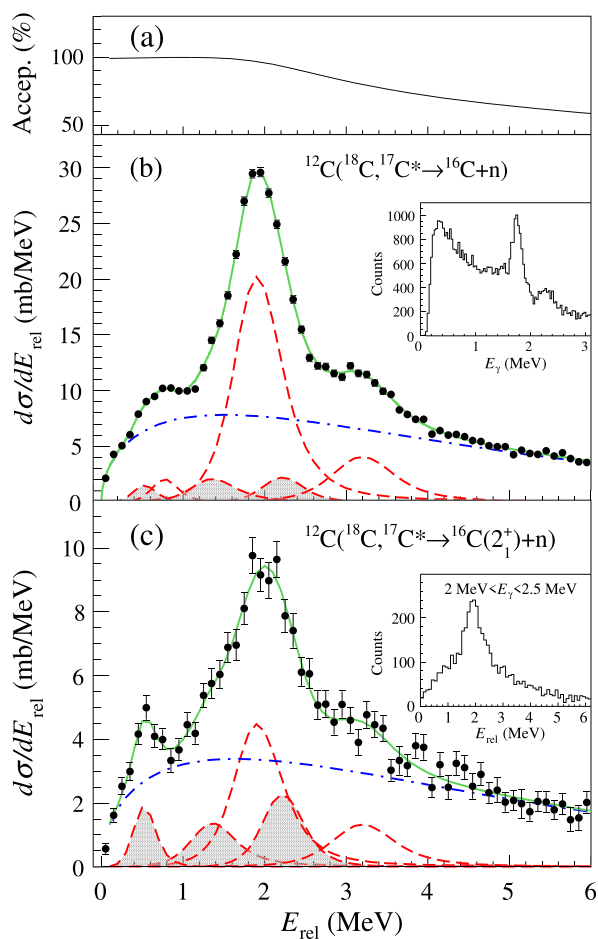 (a)
Accep. (%)
100
50
(b)
¹²C(¹⁸C,¹⁷C*→¹⁶C+n)
dσ/dE_rel (mb/MeV)
30
25
20
15
10
5
0
Counts
1000
800
600
400
200
0
0 1 2 3
E_γ (MeV)
(c)
¹²C(¹⁸C,¹⁷C*→¹⁶C(2₁⁺)+n)
dσ/dE_rel (mb/MeV)
10
8
6
4
2
0
2 MeV<E_γ<2.5 MeV
Counts
200
100
0
0 1 2 3 4 5 6
E_rel (MeV)
0 1 2 3 4 5 6
E_rel (MeV)